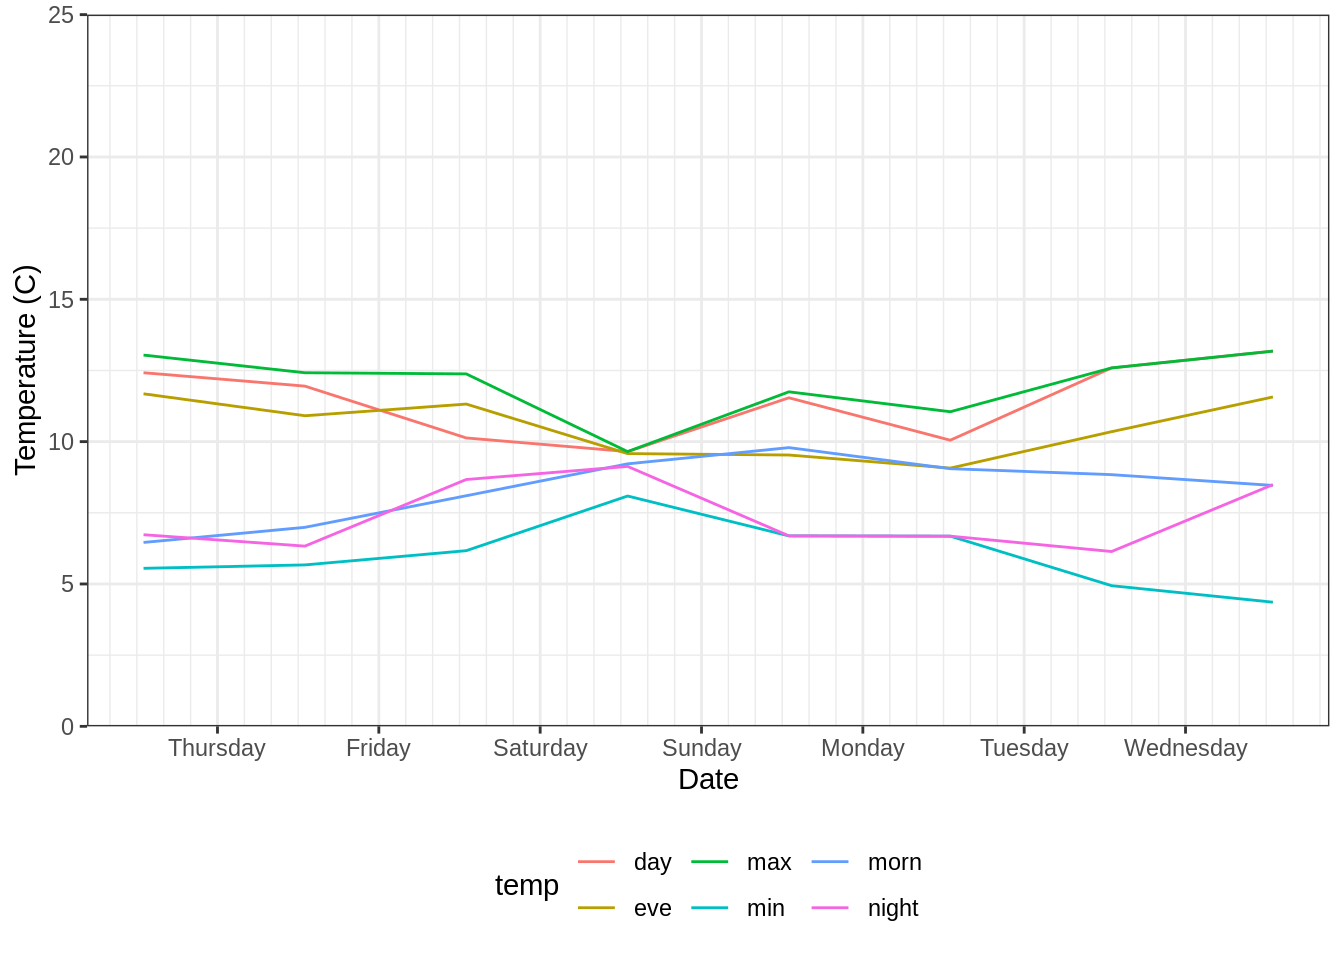 25
20
15
10
5
0
Temperature (C)
Thursday Friday Saturday Sunday Monday Tuesday Wednesday
Date
temp
day max morn
eve min night